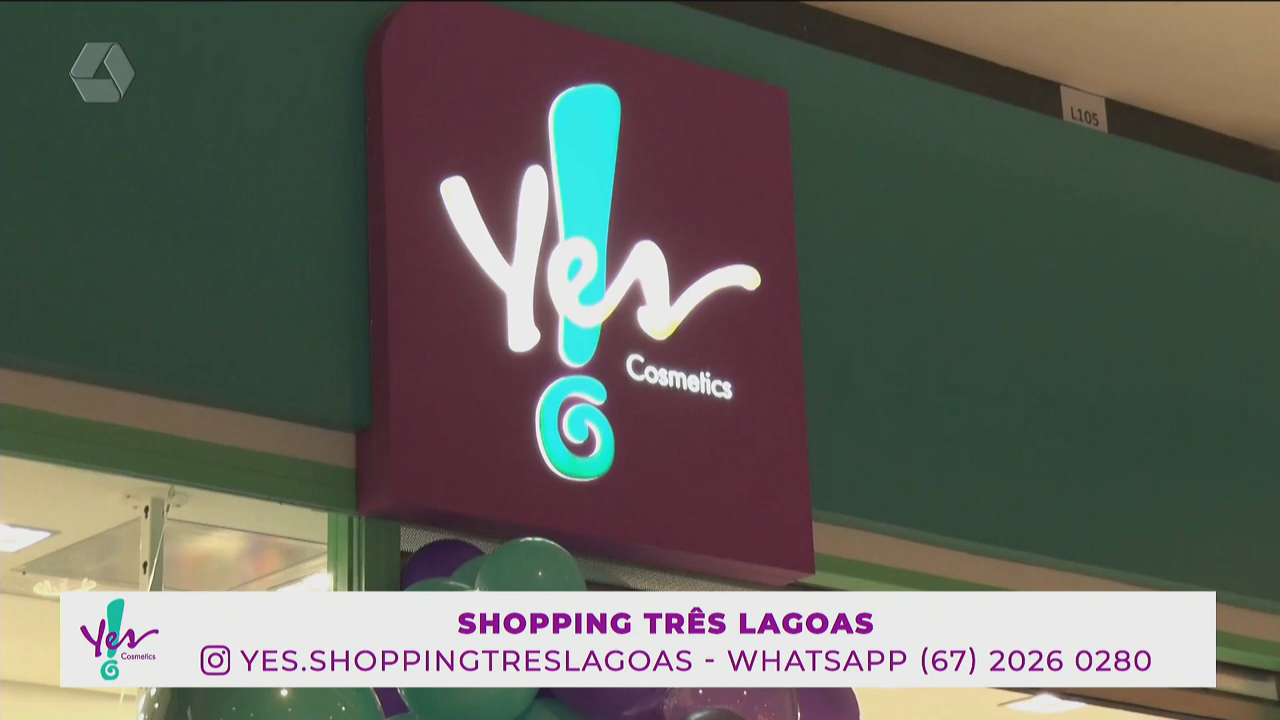 L105
Yes!
Cosmetics
Yes!
Cosmetics
SHOPPING TRÊS LAGOAS
YES.SHOPPINGTRESLAGOAS - WHATSAPP (67) 2026 0280